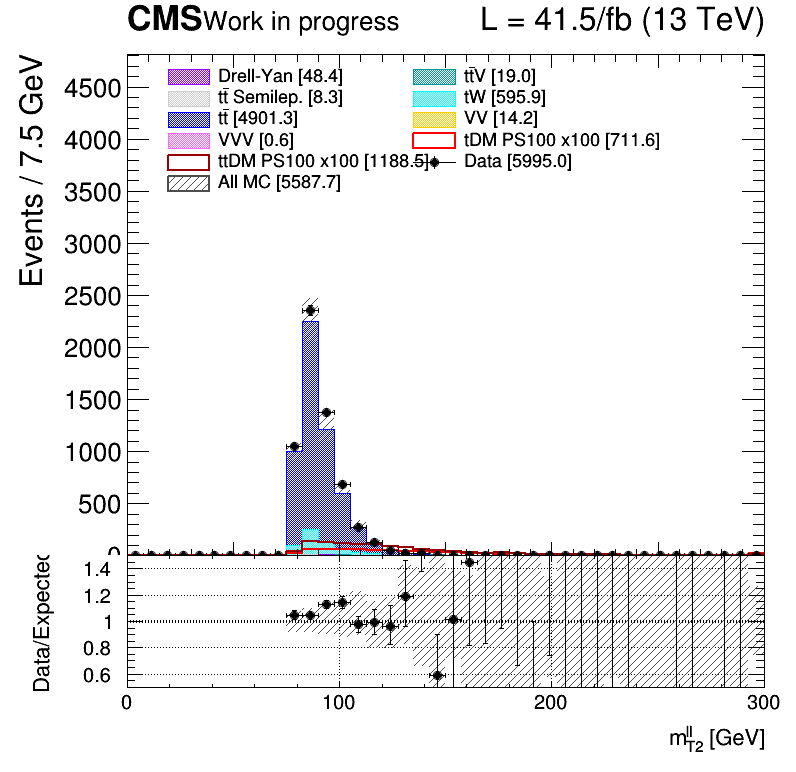 CMS Work in progress L = 41.5/fb (13 TeV)
Events / 7.5 GeV
4500
4000
3500
3000
2500
2000
1500
1000
500
0
Drell-Yan [48.4] tt̄V [19.0]
tt̄ Semilep. [8.3] tW [595.9]
tt̄ [4901.3] VV [14.2]
VVV [0.6] tDM PS100 x100 [711.6]
ttDM PS100 x100 [1188.5] Data [5995.0]
All MC [5587.7]
Data/Expected
1.4
1.2
1
0.8
0.6
0 100 200 300
m_{T2}^{ll} [GeV]